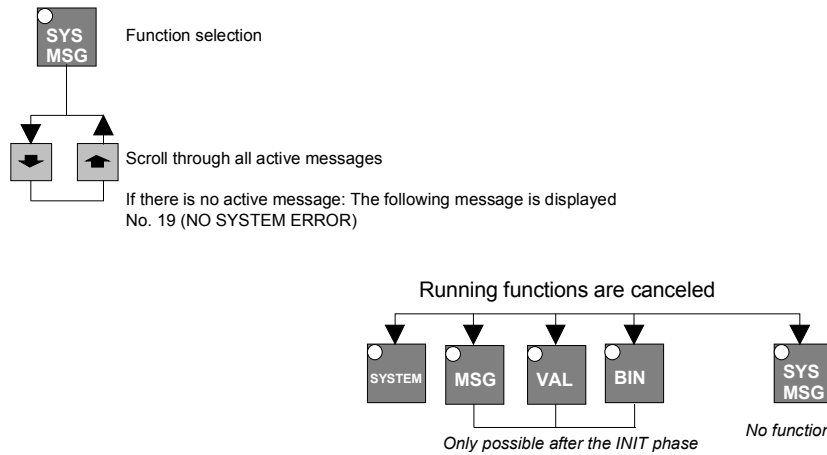 SYS
MSG
Function selection
Scroll through all active messages
If there is no active message: The following message is displayed
No. 19 (NO SYSTEM ERROR)
Running functions are canceled
SYSTEM
MSG
VAL
BIN
SYS
MSG
Only possible after the INIT phase
No function